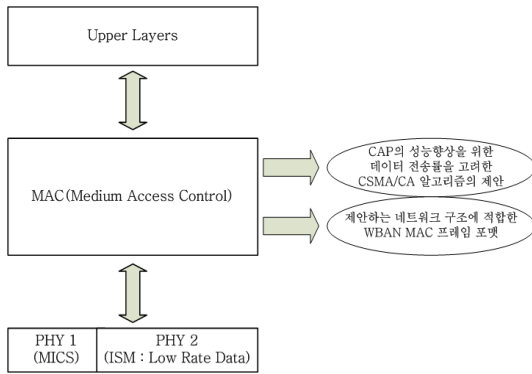 Upper Layers
MAC(Medium Access Control)
CAP의 성능향상을 위한
데이터 전송률을 고려한
CSMA/CA 알고리즘의 제안
제안하는 네트워크 구조에 적합한
WBAN MAC 프레임 포맷
PHY 1
(MICS)
PHY 2
(ISM : Low Rate Data)